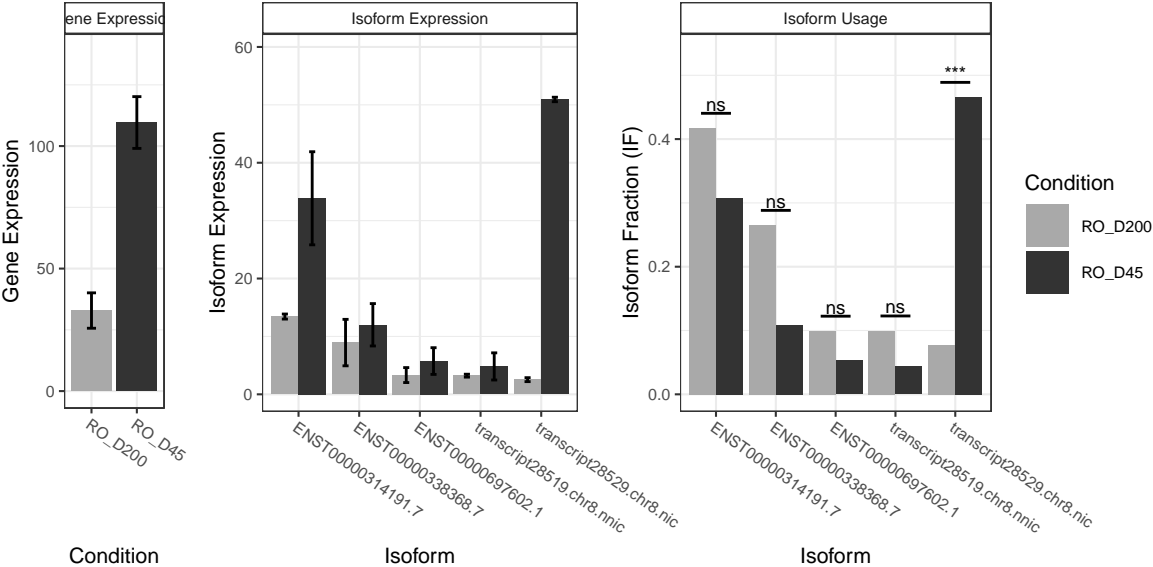 ene Expressio
Gene Expression
100
50
0
RO_D200
RO_D45
Condition
Isoform Expression
Isoform Expression
60
40
20
0
ENST00000314191.7
ENST00000338368.7
ENST00000697602.1
transcript28519.chr8.nnic
transcript28529.chr8.nic
Isoform
Isoform Usage
Isoform Fraction (IF)
0.4
0.2
0.0
ns
ns
ns
ns
***
ENST00000314191.7
ENST00000338368.7
ENST00000697602.1
transcript28519.chr8.nnic
transcript28529.chr8.nic
Isoform
Condition
RO_D200
RO_D45